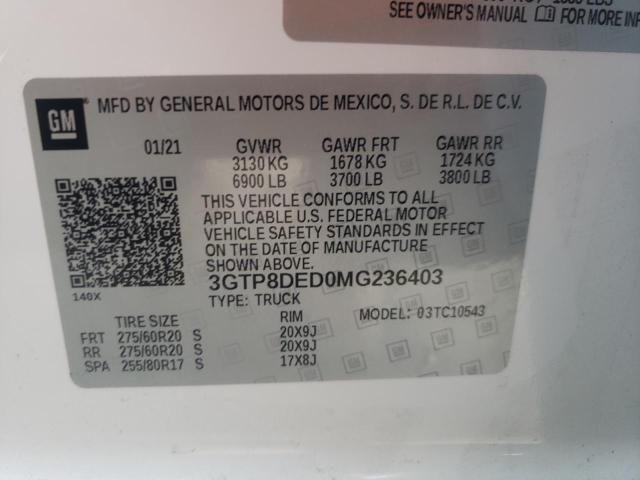 SEE OWNER'S MANUAL FOR MORE
GM MFD BY GENERAL MOTORS DE MEXICO, S. DE R.L. DE C.V.
01/21 GVWR GAWR FRT GAWR RR
3130 KG 1678 KG 1724 KG
6900 LB 3700 LB 3800 LB
THIS VEHICLE CONFORMS TO ALL
APPLICABLE U.S. FEDERAL MOTOR
VEHICLE SAFETY STANDARDS IN EFFECT
ON THE DATE OF MANUFACTURE
SHOWN ABOVE.
3GTP8DED0MG236403
140X
TYPE: TRUCK
TIRE SIZE RIM MODEL: 03TC10543
FRT 275/60R20 S 20X9J
RR 275/60R20 S 20X9J
SPA 255/80R17 S 17X8J